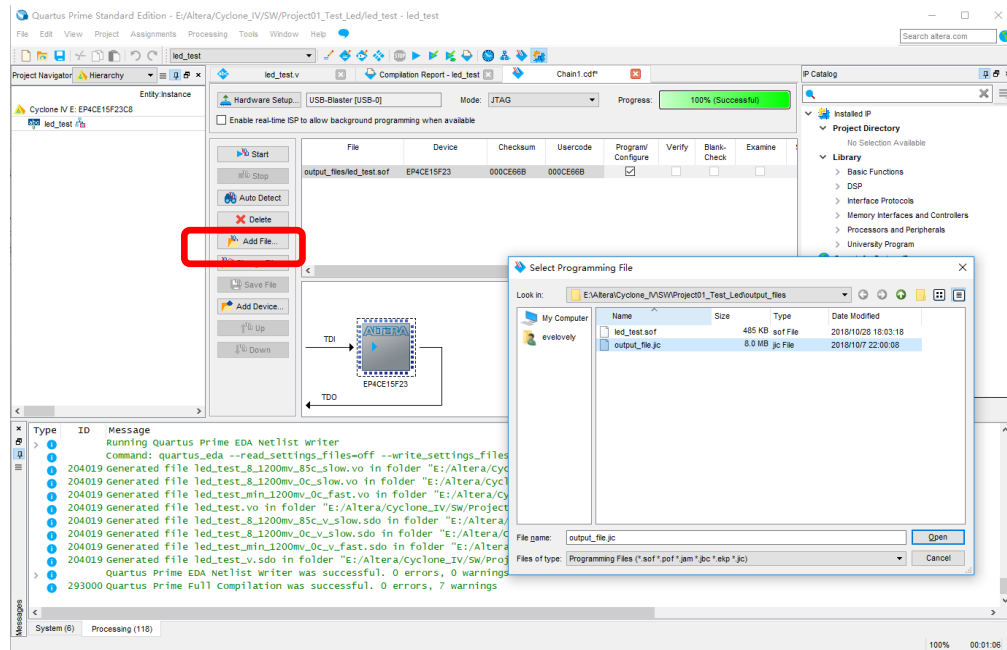 Quartus Prime Standard Edition - E:/Altera/Cyclone_IV/SW/Project01_Test_Led/led_test - led_test
File Edit View Project Assignments Processing Tools Window Help
Search altera.com
led_test
Project Navigator Hierarchy
led_test.v
Compilation Report - led_test
Chain1.cdf*
IP Catalog
Entity:Instance
Cyclone IV E: EP4CE15F23C8
led_test
Hardware Setup...
USB-Blaster [USB-0]
Mode: JTAG
Progress: 100% (Successful)
Enable real-time ISP to allow background programming when available
Start
Stop
Auto Detect
Delete
Add File...
Save File
Add Device...
Up
Down
File Device Checksum Usercode Program/ Configure Verify Blank- Check Examine
output_files/led_test.sof EP4CE15F23 000CE66B 000CE66B
TDI
ALTERA
EP4CE15F23
TDO
Installed IP
Project Directory
No Selection Available
Library
Basic Functions
DSP
Interface Protocols
Memory Interfaces and Controllers
Processors and Peripherals
University Program
Select Programming File
Look in: E:\Altera\Cyclone_IV\SW\Project01_Test_Led\output_files
My Computer
evelovely
Name Size Type Date Modified
led_test.sof 485 KB sof File 2018/10/28 18:03:18
output_file.jic 8.0 MB jic File 2018/10/7 22:00:08
File name: output_file.jic
Open
Files of type: Programming Files (*.sof *.pof *.jam *.jbc *.ekp *.jic)
Cancel
Type ID Message
Running Quartus Prime EDA Netlist Writer
Command: quartus_eda --read_settings_files=off --write_settings_files
204019 Generated file led_test_8_1200mv_85c_slow.vo in folder "E:/Altera/Cyc
204019 Generated file led_test_8_1200mv_0c_slow.vo in folder "E:/Altera/Cycl
204019 Generated file led_test_min_1200mv_0c_fast.vo in folder "E:/Altera/Cy
204019 Generated file led_test.vo in folder "E:/Altera/Cyclone_IV/SW/Project
204019 Generated file led_test_8_1200mv_85c_v_slow.sdo in folder "E:/Altera/
204019 Generated file led_test_8_1200mv_0c_v_slow.sdo in folder "E:/Altera/C
204019 Generated file led_test_min_1200mv_0c_v_fast.sdo in folder "E:/Altera
204019 Generated file led_test_v.sdo in folder "E:/Altera/Cyclone_IV/SW/Proj
Quartus Prime EDA Netlist Writer was successful. 0 errors, 0 warnings
293000 Quartus Prime Full Compilation was successful. 0 errors, 7 warnings
Messages
System (6) Processing (118)
100% 00:01:06